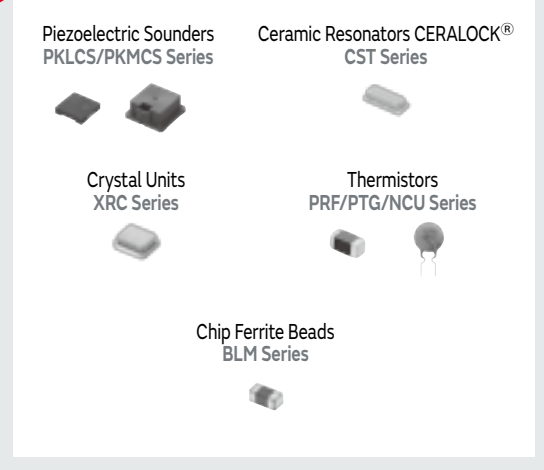 Piezoelectric Sounders
PKLCS/PKMCS Series
Ceramic Resonators CERALOCK®
CST Series
Crystal Units
XRC Series
Thermistors
PRF/PTG/NCU Series
Chip Ferrite Beads
BLM Series